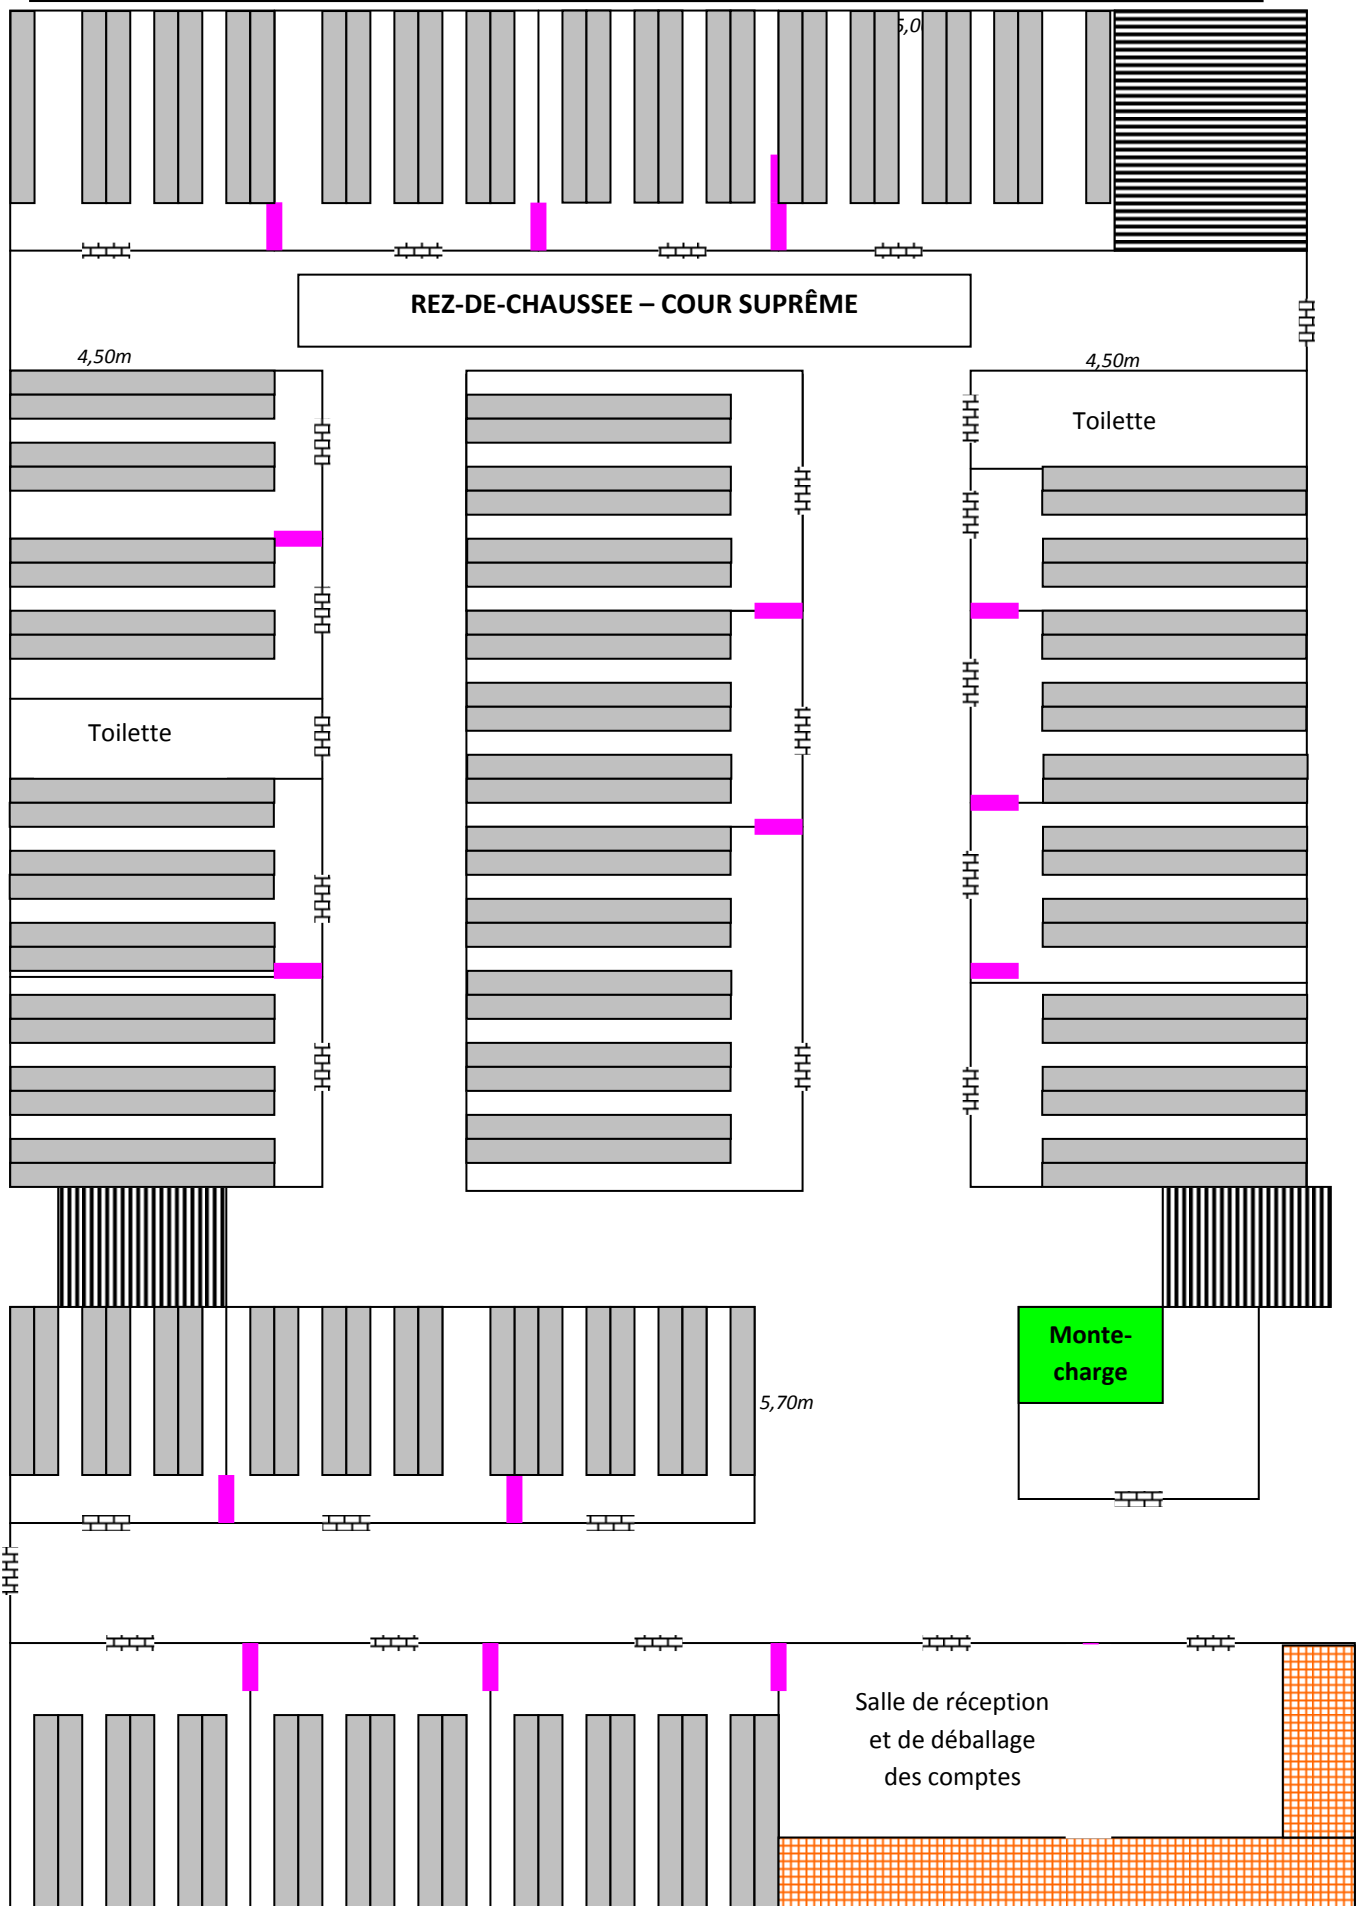 REZ-DE-CHAUSSEE – COUR SUPRÊME
4,50m
4,50m
Toilette
Toilette
Monte-
charge
5,70m
Salle de réception
et de déballage
des comptes